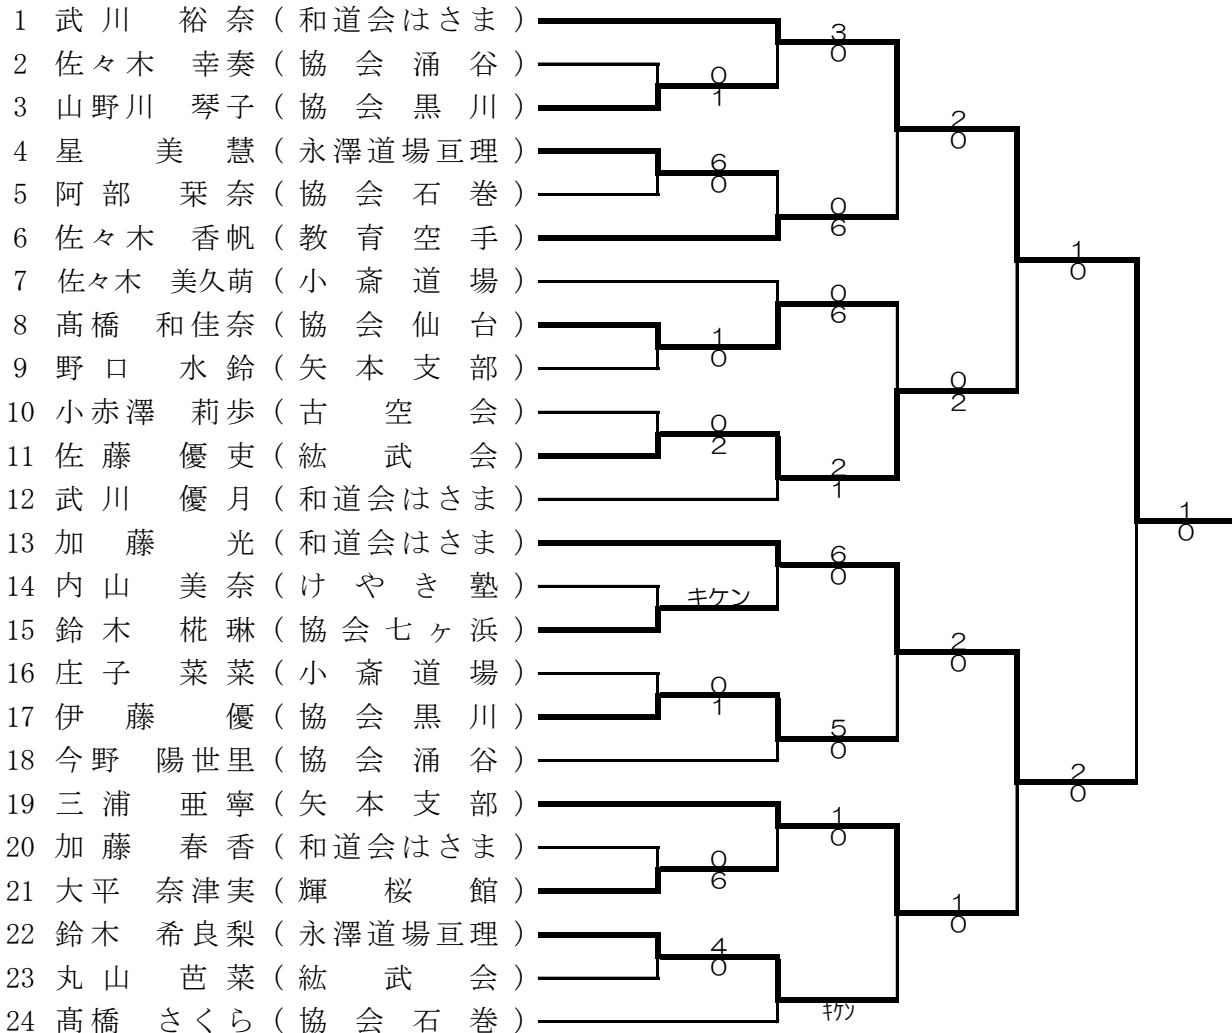 1 武川 裕奈（和道会はさま）
2 佐々木 幸奏（協会涌谷）
3 山野川 琴子（協会黒川）
4 星 美慧（永澤道場亘理）
5 阿部 栞奈（協会石巻）
6 佐々木 香帆（教育空手）
7 佐々木 美久萌（小斎道場）
8 髙橋 和佳奈（協会仙台）
9 野口 水鈴（矢本支部）
10 小赤澤 莉歩（古空会）
11 佐藤 優吏（紘武会）
12 武川 優月（和道会はさま）
13 加藤 光（和道会はさま）
14 内山 美奈（けやき塾）
15 鈴木 椛琳（協会七ヶ浜）
16 庄子 菜菜（小斎道場）
17 伊藤 優（協会黒川）
18 今野 陽世里（協会涌谷）
19 三浦 亜寧（矢本支部）
20 加藤 春香（和道会はさま）
21 大平 奈津実（輝桜館）
22 鈴木 希良梨（永澤道場亘理）
23 丸山 芭菜（紘武会）
24 髙橋 さくら（協会石巻）
0
1
6
0
1
0
0
2
キケン
0
1
0
6
4
0
3
0
0
6
0
6
2
1
6
0
5
0
1
0
キケン
2
0
0
2
2
0
1
0
1
0
2
0
1
0